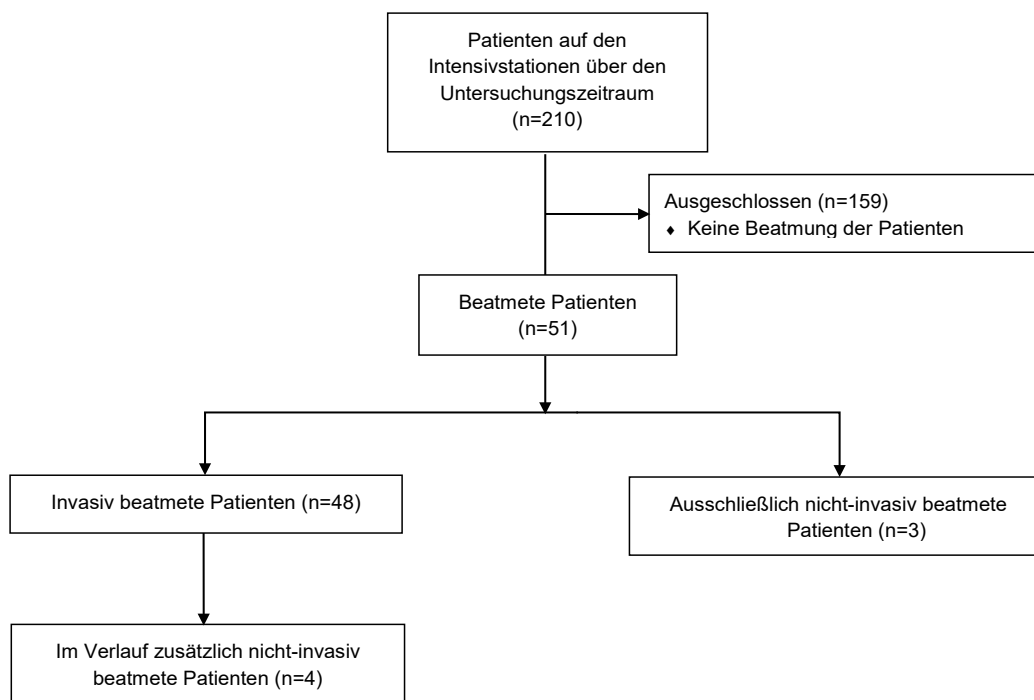 Patienten auf den
Intensivstationen über den
Untersuchungszeitraum
(n=210)
Ausgeschlossen (n=159)
♦ Keine Beatmung der Patienten
Beatmete Patienten
(n=51)
Invasiv beatmete Patienten (n=48)
Ausschließlich nicht-invasiv beatmete
Patienten (n=3)
Im Verlauf zusätzlich nicht-invasiv
beatmete Patienten (n=4)